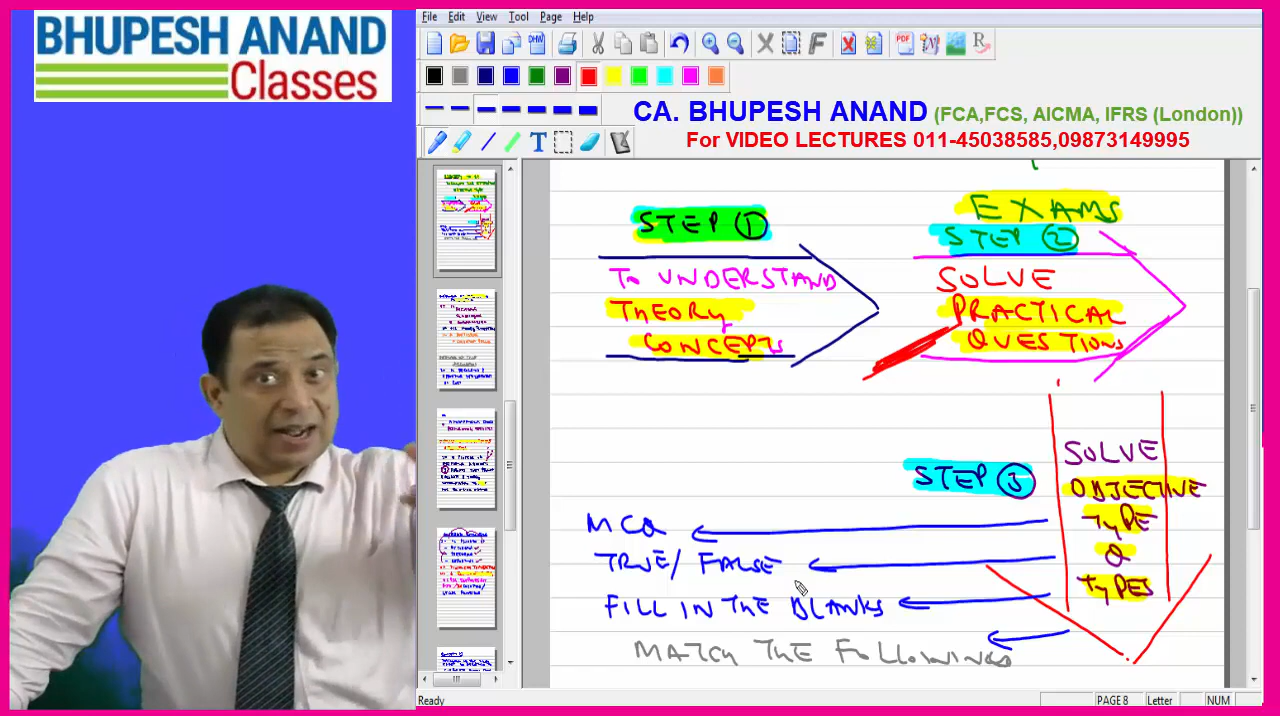 BHUPESH ANAND
Classes
File Edit View Tool Page Help
CA. BHUPESH ANAND (FCA,FCS, AICMA, IFRS (London))
For VIDEO LECTURES 011-45038585,09873149995
STEP 1
To UNDERSTAND
THEORY
CONCEPTS
EXAMS
STEP 2
SOLVE
PRACTICAL
QUESTIONS
STEP 3
SOLVE
OBJECTIVE
TYPE
Q
TYPES
MCQ
TRUE/ FALSE
FILL IN THE BLANKS
MATCH THE FOLLOWINGS
Ready PAGE 8 Letter NUM